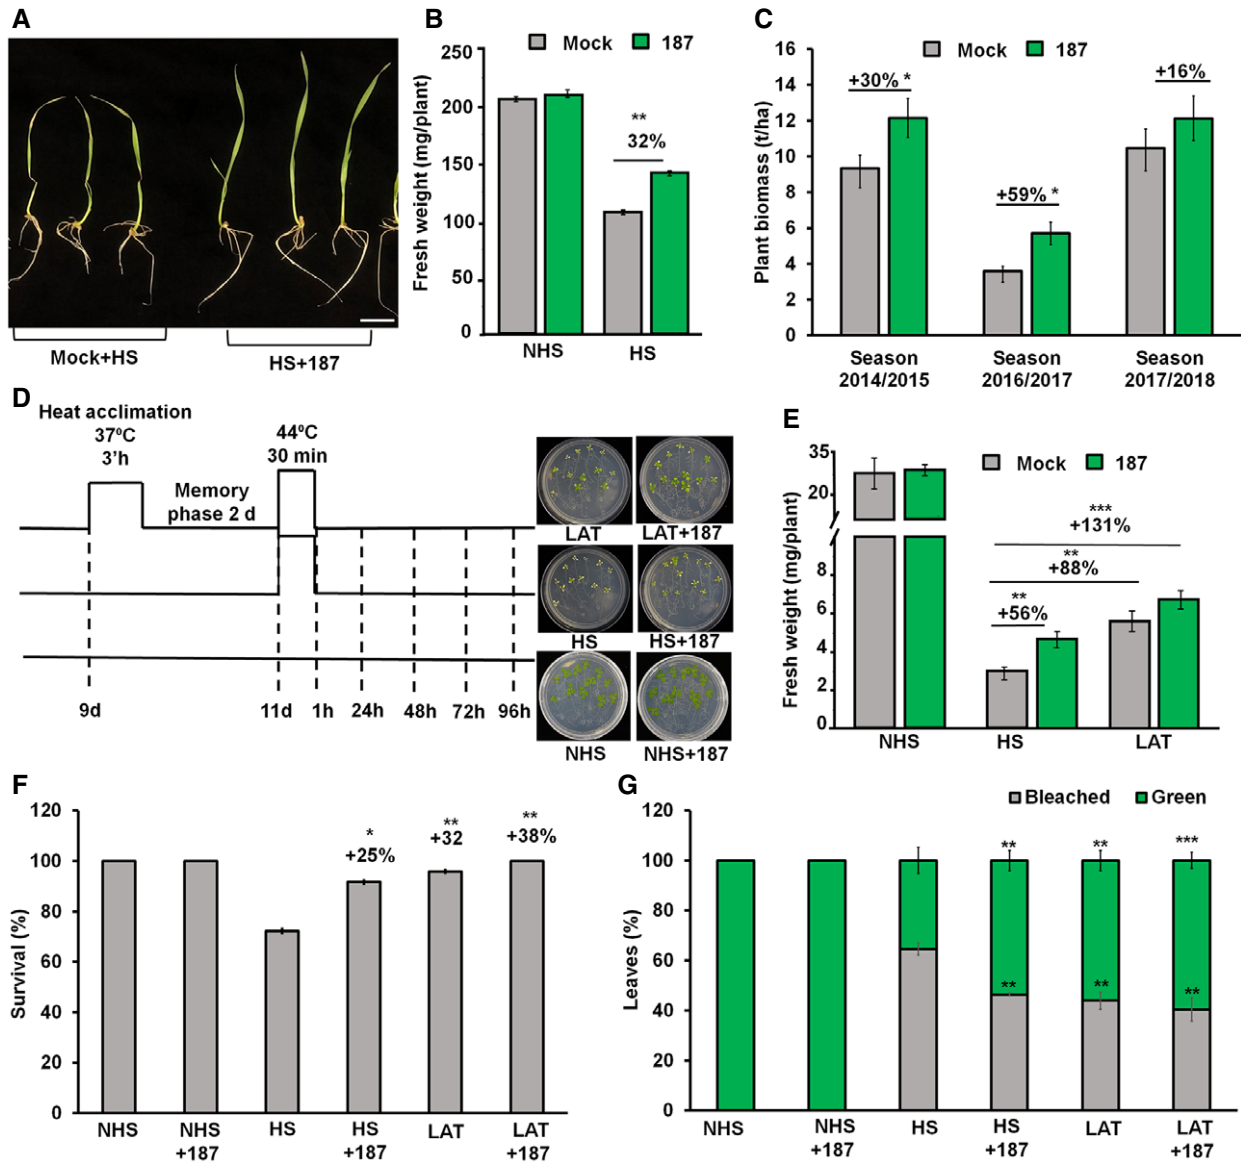 A
Mock+HS
HS+187
B
Mock 187
Fresh weight (mg/plant)
250
200
150
100
50
0
**
32%
NHS HS
C
Mock 187
Plant biomass (t/ha)
16
14
12
10
8
6
4
2
0
+30% *
+59% *
+16%
Season Season Season
2014/2015 2016/2017 2017/2018
D
Heat acclimation
37ºC
3'h
44ºC
30 min
Memory
phase 2 d
9d 11d 1h 24h 48h 72h 96h
LAT LAT+187
HS HS+187
NHS NHS+187
E
Mock 187
Fresh weight (mg/plant)
35
20
8
6
4
2
0
***
+131%
**
+88%
**
+56%
NHS HS LAT
F
Survival (%)
120
100
80
60
40
20
0
* ** **
+25% +32 +38%
NHS NHS HS HS LAT LAT
+187 +187 +187
G
Bleached Green
Leaves (%)
120
100
80
60
40
20
0
** ** ***
** ** **
NHS NHS HS HS LAT LAT
+187 +187 +187